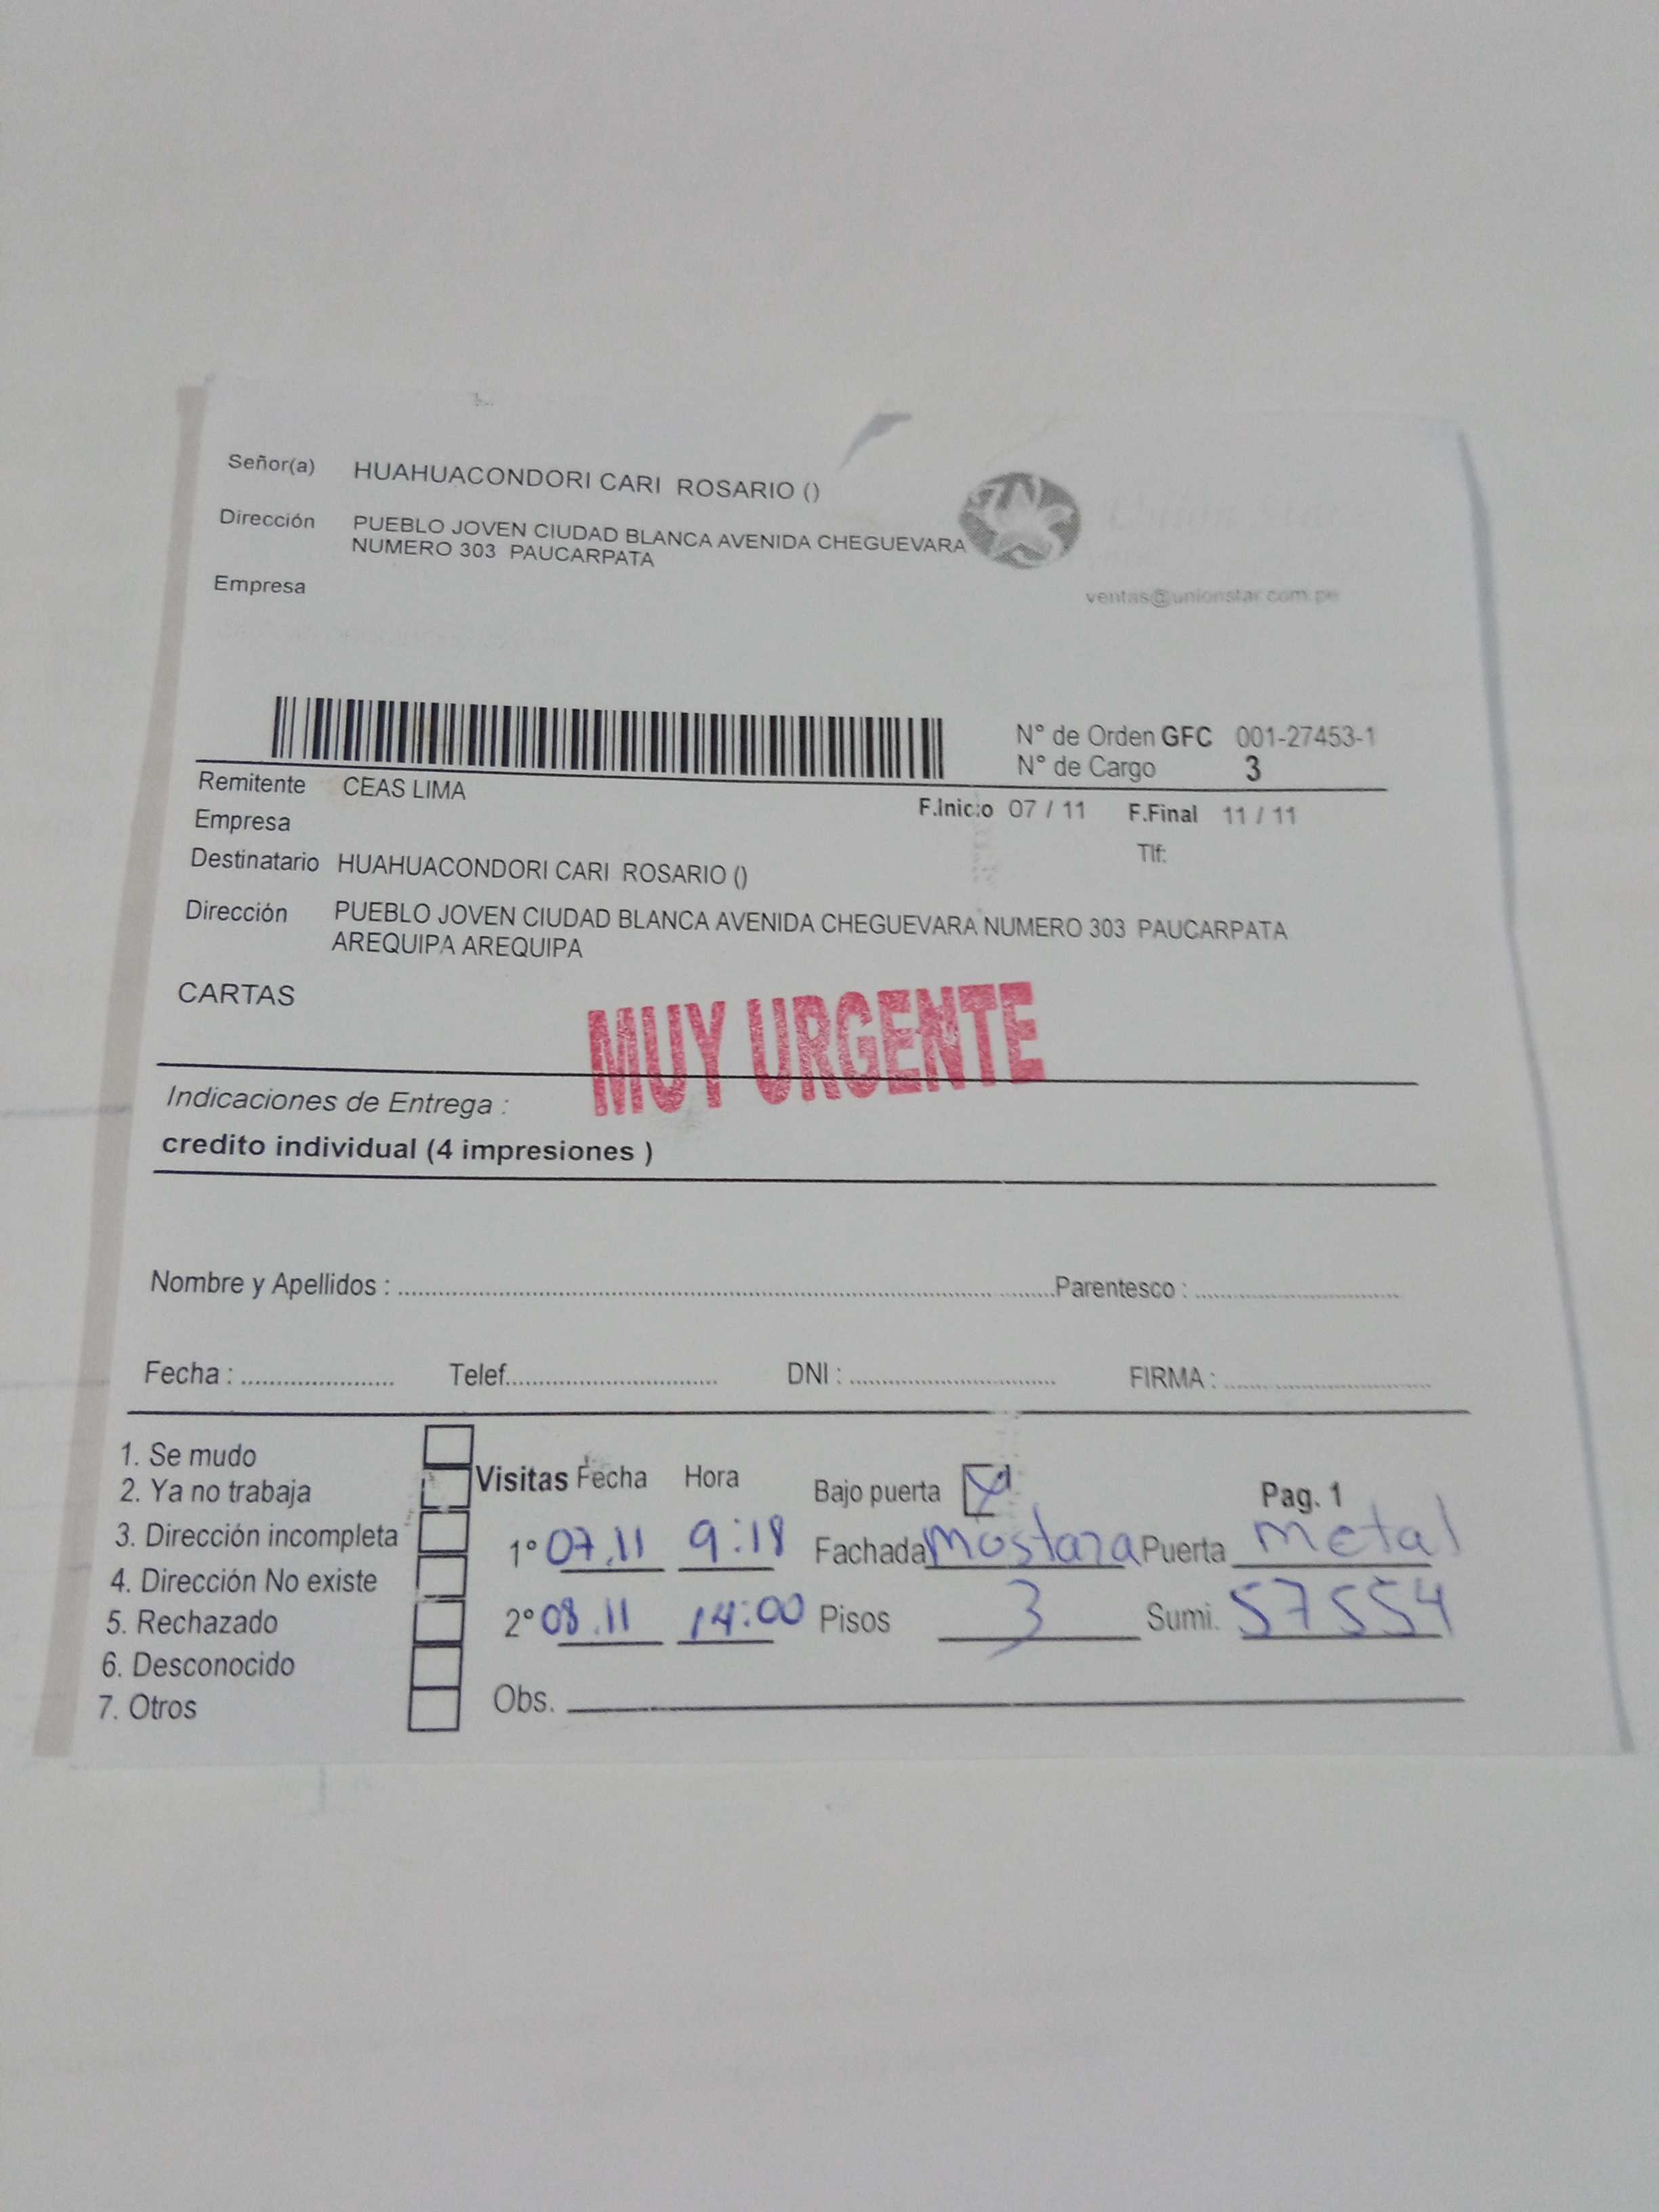 Señor(a) HUAHUACONDORI CARI ROSARIO ()
Dirección PUEBLO JOVEN CIUDAD BLANCA AVENIDA CHEGUEVARA
NUMERO 303 PAUCARPATA
Empresa
ventas@unionstar.com.pe
N° de Orden GFC 001-27453-1
N° de Cargo 3
Remitente CEAS LIMA
F.Inicio 07 / 11 F.Final 11 / 11
Empresa
Tlf:
Destinatario HUAHUACONDORI CARI ROSARIO ()
Dirección PUEBLO JOVEN CIUDAD BLANCA AVENIDA CHEGUEVARA NUMERO 303 PAUCARPATA
AREQUIPA AREQUIPA
CARTAS
MUY URGENTE
Indicaciones de Entrega :
credito individual (4 impresiones )
Nombre y Apellidos : Parentesco :
Fecha : Telef. DNI : FIRMA :
1. Se mudo
2. Ya no trabaja
3. Dirección incompleta
4. Dirección No existe
5. Rechazado
6. Desconocido
7. Otros
Visitas Fecha Hora Bajo puerta Pag. 1
1° 07.11 9:18 Fachada Mostaza Puerta metal
2° 08.11 14:00 Pisos 3 Sumi. 57554
Obs.